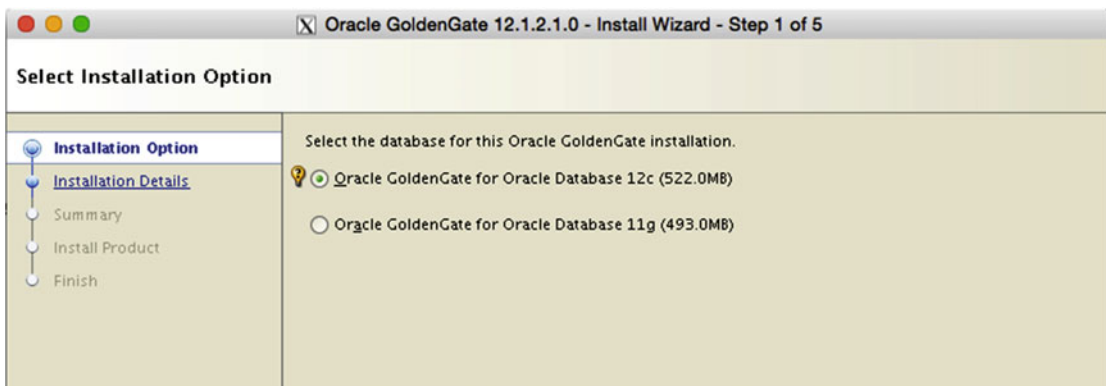 Oracle GoldenGate 12.1.2.1.0 - Install Wizard - Step 1 of 5
Select Installation Option
Installation Option
Installation Details
Summary
Install Product
Finish
Select the database for this Oracle GoldenGate installation.
Oracle GoldenGate for Oracle Database 12c (522.0MB)
Oracle GoldenGate for Oracle Database 11g (493.0MB)